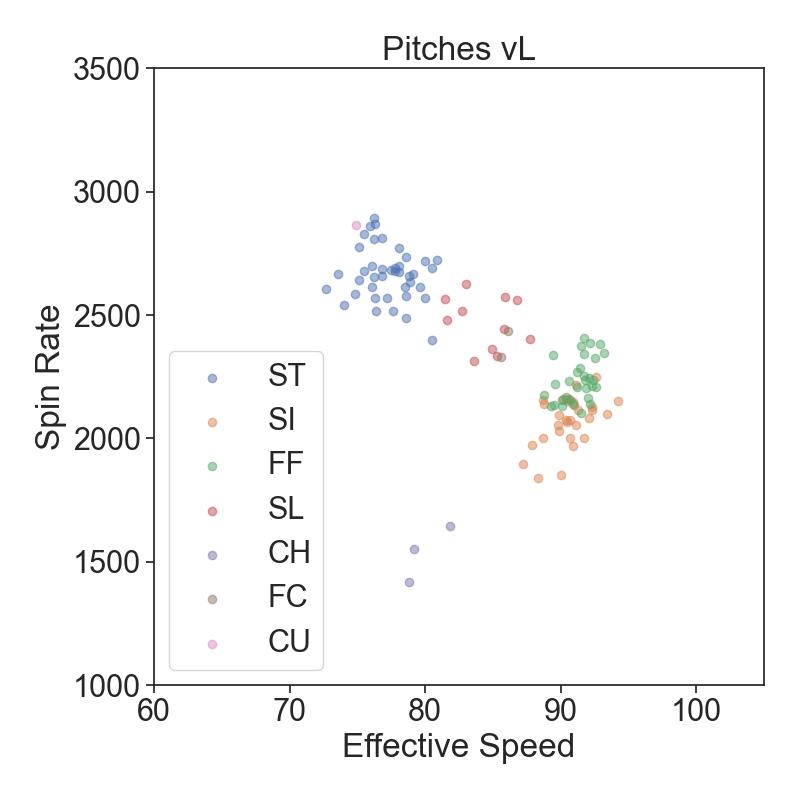 Pitches vL
3500
3000
2500
2000
1500
1000
Spin Rate
ST
SI
FF
SL
CH
FC
CU
60
70
80
90
100
Effective Speed